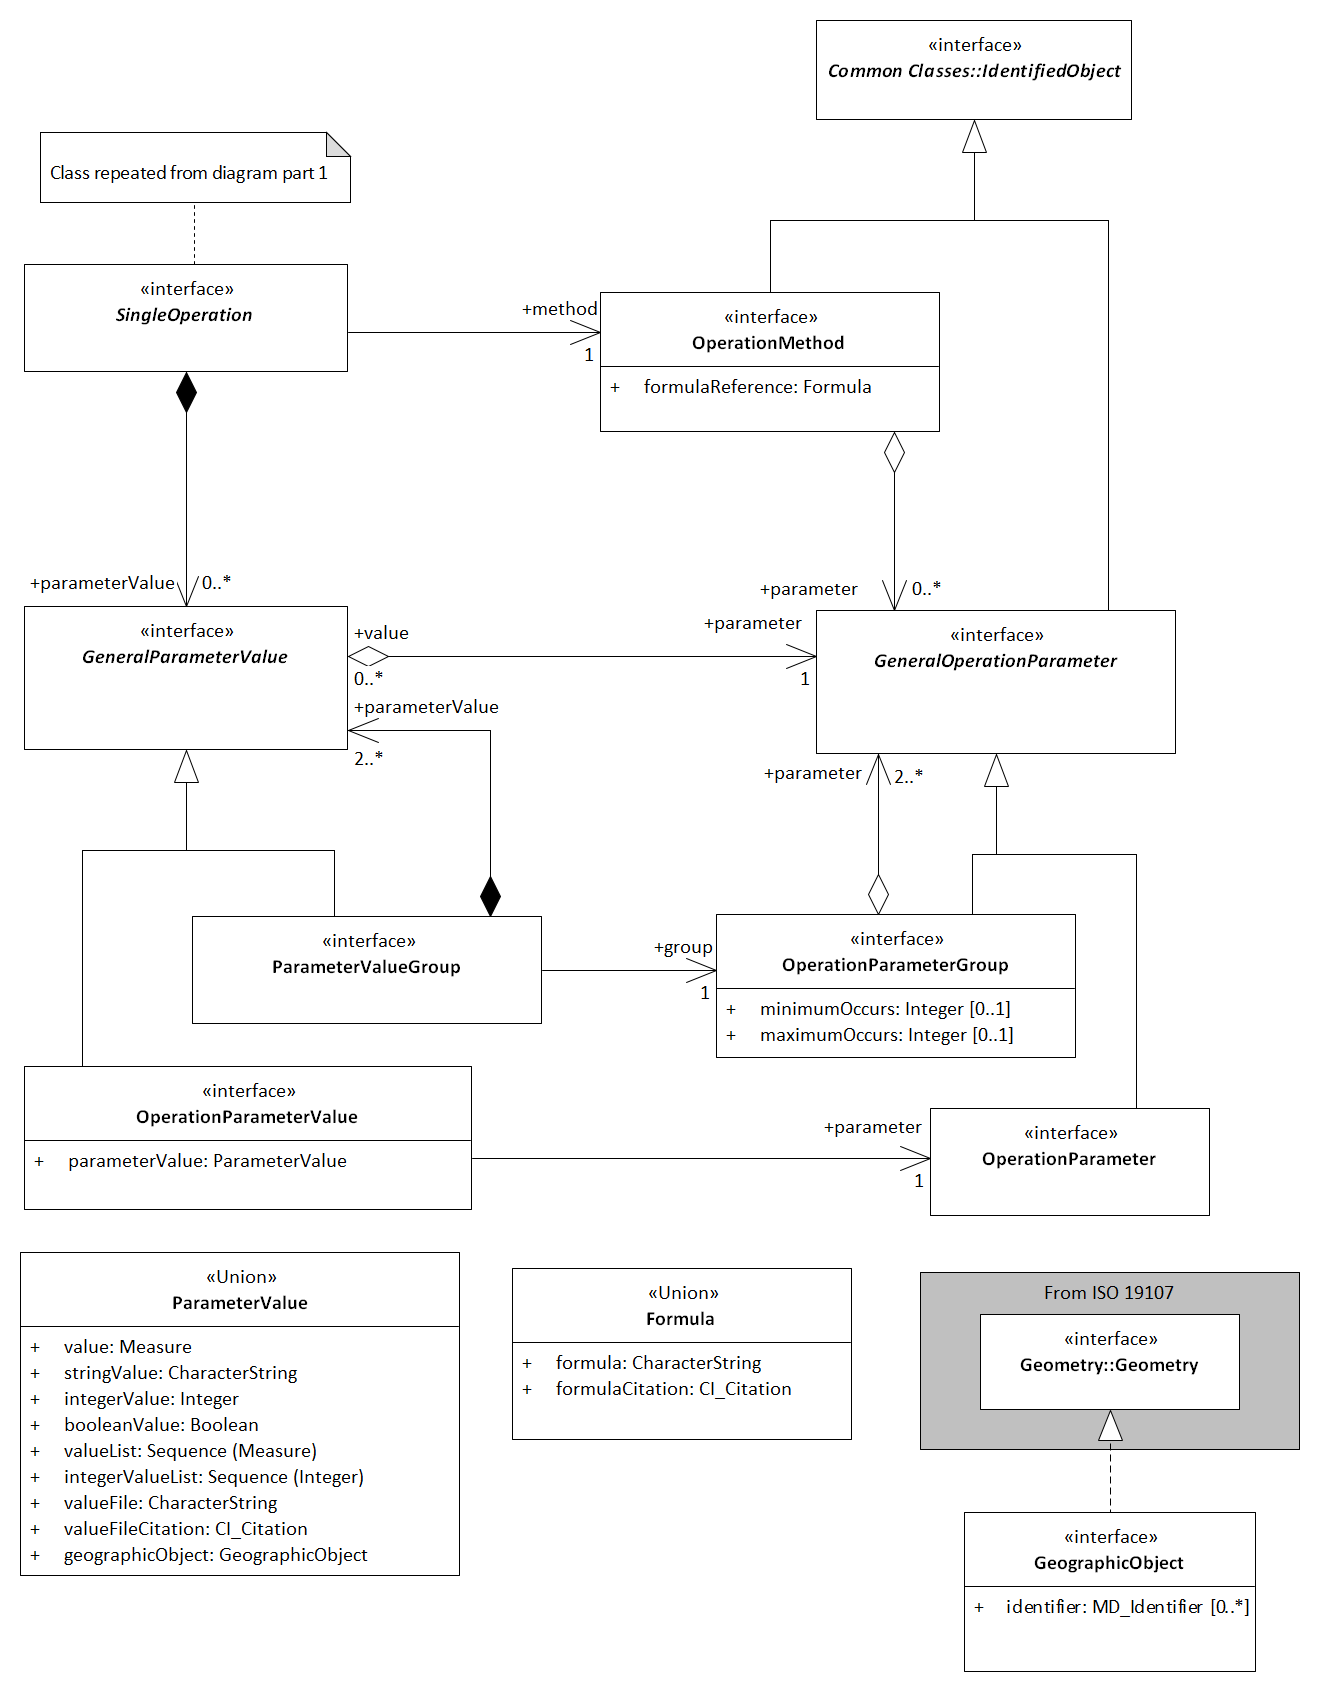 «interface»
Common Classes::IdentifiedObject
Class repeated from diagram part 1
«interface»
SingleOperation
+method
1
«interface»
OperationMethod
+ formulaReference: Formula
+parameterValue
0..*
+parameter
0..*
«interface»
GeneralParameterValue
+value
0..*
+parameter
1
«interface»
GeneralOperationParameter
+parameterValue
2..*
+parameter
2..*
«interface»
ParameterValueGroup
+group
1
«interface»
OperationParameterGroup
+ minimumOccurs: Integer [0..1]
+ maximumOccurs: Integer [0..1]
«interface»
OperationParameterValue
+ parameterValue: ParameterValue
+parameter
1
«interface»
OperationParameter
«Union»
ParameterValue
+ value: Measure
+ stringValue: CharacterString
+ integerValue: Integer
+ booleanValue: Boolean
+ valueList: Sequence (Measure)
+ integerValueList: Sequence (Integer)
+ valueFile: CharacterString
+ valueFileCitation: CI_Citation
+ geographicObject: GeographicObject
«Union»
Formula
+ formula: CharacterString
+ formulaCitation: CI_Citation
From ISO 19107
«interface»
Geometry::Geometry
«interface»
GeographicObject
+ identifier: MD_Identifier [0..*]